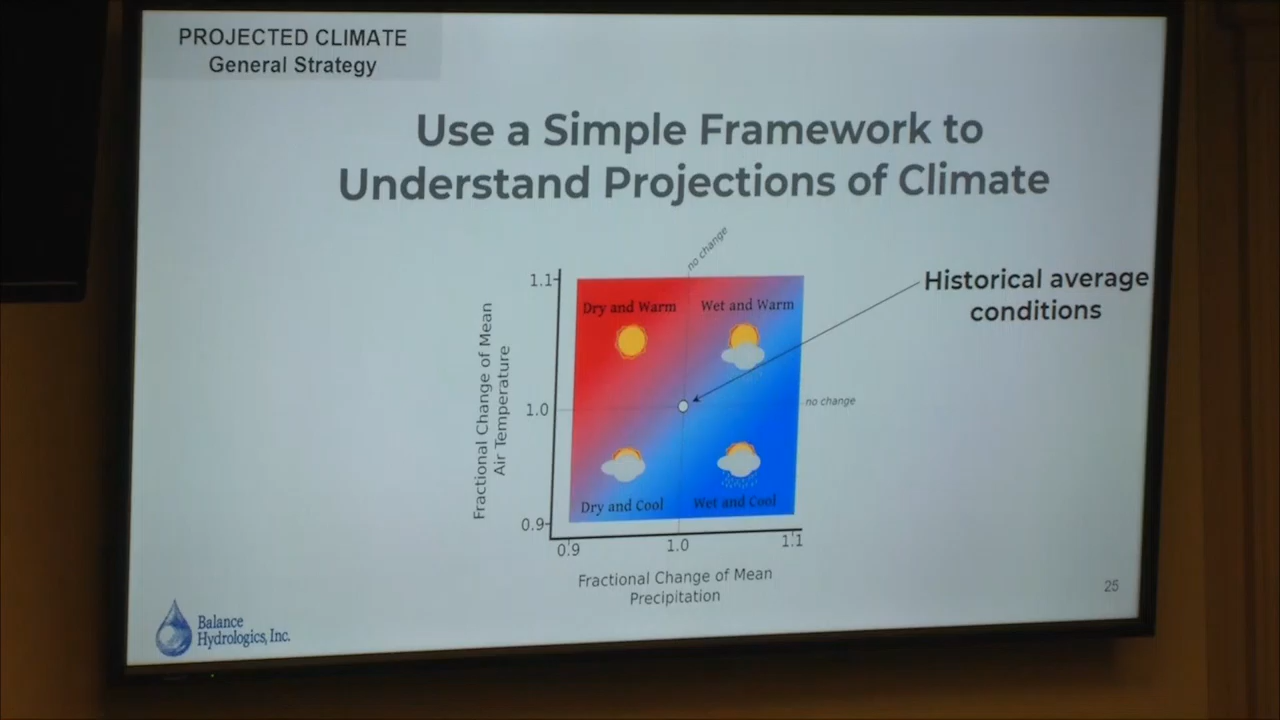 PROJECTED CLIMATE
General Strategy
Use a Simple Framework to
Understand Projections of Climate
no change
Historical average
conditions
1.1
Dry and Warm
Wet and Warm
Fractional Change of Mean
Air Temperature
1.0
no change
Dry and Cool
Wet and Cool
0.9
0.9
1.0
1.1
Fractional Change of Mean
Precipitation
25
Balance
Hydrologics, Inc.